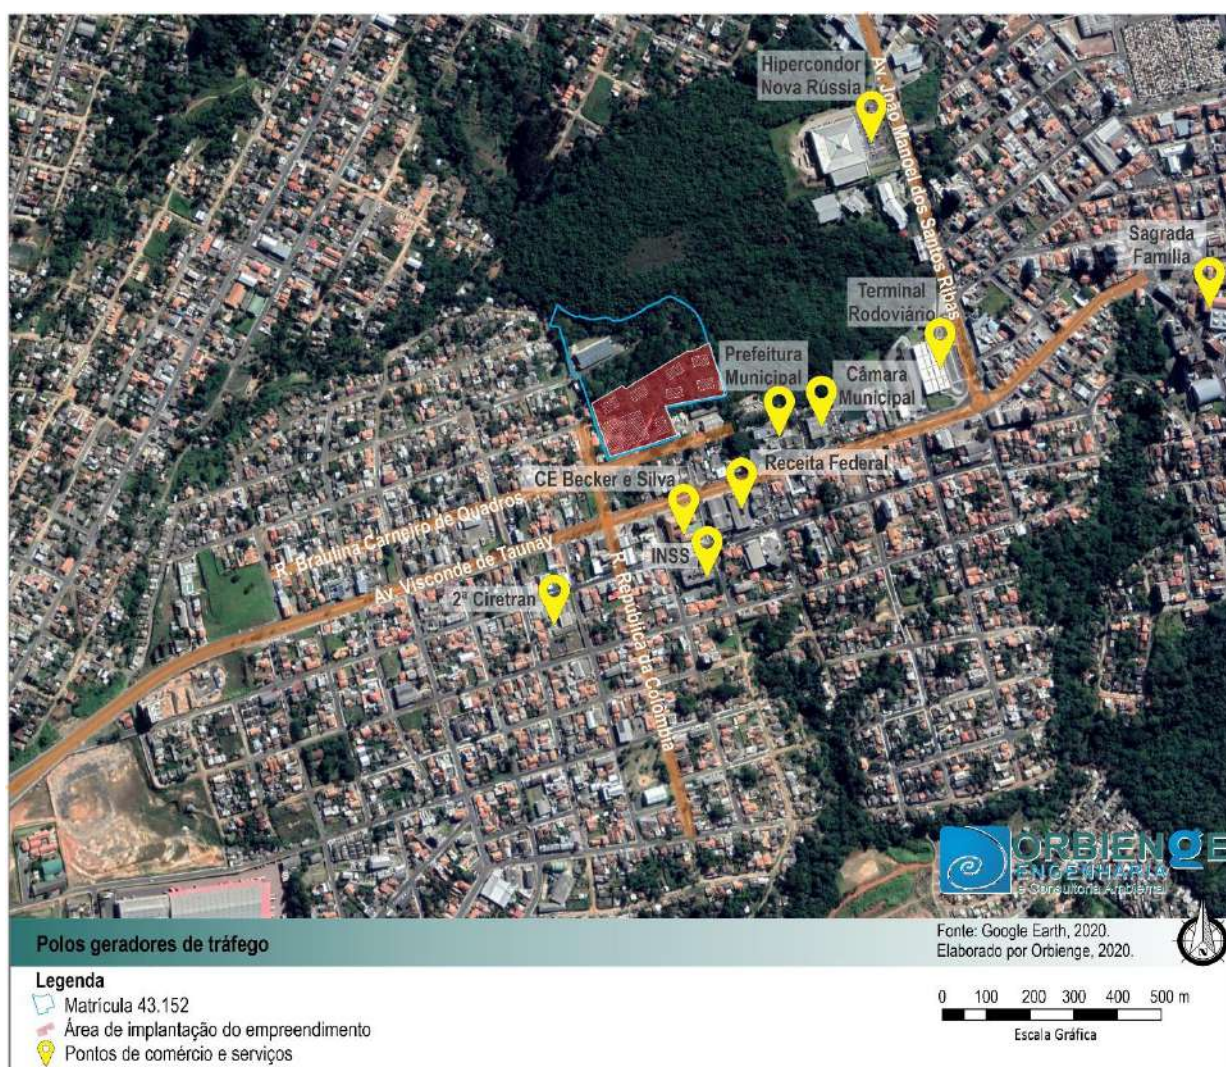 Hipercondor
Nova Rússia
Av. João Manoel dos Santos Ribas
Sagrada
Família
Terminal
Rodoviário
Prefeitura
Municipal
Câmara
Municipal
Receita Federal
CE Becker e Silva
R. Braulina Carneiro de Quadros
INSS
Av. Visconde de Taunay
2ª Ciretran
R. República da Colômbia
ORBIENGE
ENGENHARIA
e Consultoria Ambiental
Polos geradores de tráfego
Fonte: Google Earth, 2020.
Elaborado por Orbienge, 2020.
Legenda
Matrícula 43.152
Área de implantação do empreendimento
Pontos de comércio e serviços
0 100 200 300 400 500 m
Escala Gráfica